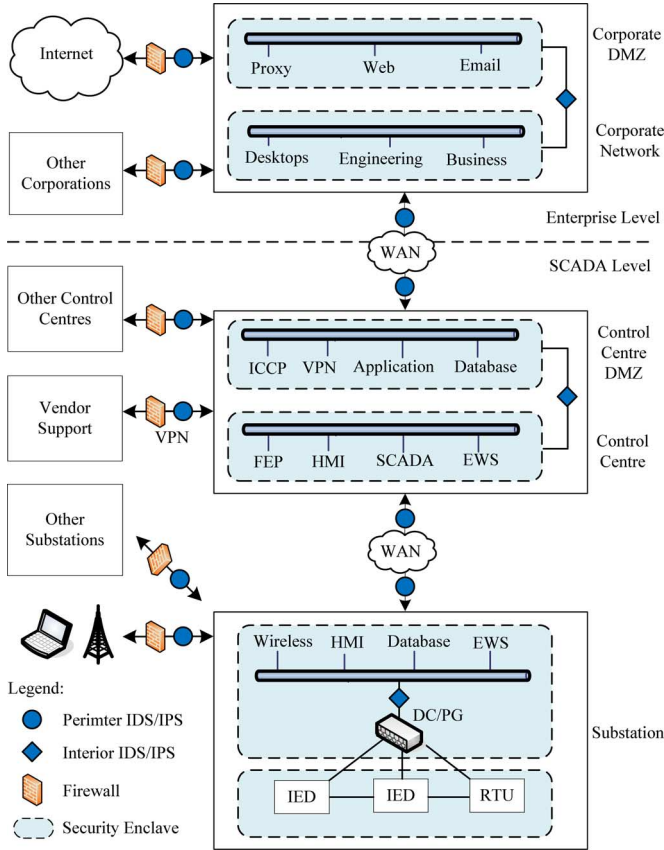 Internet
Proxy
Web
Email
Corporate
DMZ
Other
Corporations
Desktops
Engineering
Business
Corporate
Network
Enterprise Level
WAN
SCADA Level
Other Control
Centres
ICCP
VPN
Application
Database
Control
Centre
DMZ
Vendor
Support
VPN
FEP
HMI
SCADA
EWS
Control
Centre
Other
Substations
WAN
Wireless
HMI
Database
EWS
DC/PG
Substation
IED
IED
RTU
Legend:
Perimter IDS/IPS
Interior IDS/IPS
Firewall
Security Enclave